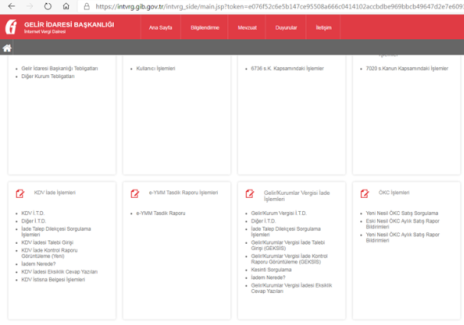 https://intvrg.gib.gov.tr/intvrg_side/main.jsp?token=
GELİR İDARESİ BAŞKANLIĞI
İnternet Vergi Dairesi
Ana Sayfa
Bilgilendirme
Mevzuat
Duyurular
İletişim
Gelir İdaresi Başkanlığı Tebligatları
Diğer Kurum Tebligatları
Kullanıcı İşlemleri
6736 s.K. Kapsamındaki İşlemler
7020 s.Kanun Kapsamındaki İşlemler
KDV İade İşlemleri
KDV İ.T.D.
Diğer İ.T.D.
İade Talep Dilekçesi Sorgulama
İşlemleri
KDV İadesi Talebi Girişi
KDV İade Kontrol Raporu
Görüntüleme (Yeni)
İadem Nerede?
KDV İadesi Eksiklik Cevap Yazıları
KDV İstisna Belgesi İşlemleri
e-YMM Tasdik Raporu İşlemleri
e-YMM Tasdik Raporu
Gelir/Kurumlar Vergisi İade
İşlemleri
Gelir/Kurum Vergisi İ.T.D.
Diğer İ.T.D.
İade Talep Dilekçesi Sorgulama
İşlemleri
Gelir/Kurumlar Vergisi İade Talebi
Girişi (GEKSİS)
Gelir/Kurumlar Vergisi İade Kontrol
Raporu Görüntüleme (GEKSİS)
Kesinti Sorgulama
İadem Nerede?
Gelir/Kurumlar Vergisi İadesi Eksiklik
Cevap Yazıları
ÖKC İşlemleri
Yeni Nesil ÖKC Satış Sorgulama
Eski Nesil ÖKC Aylık Satış Rapor
Bildirimleri
Yeni Nesil ÖKC Aylık Satış Rapor
Bildirimleri